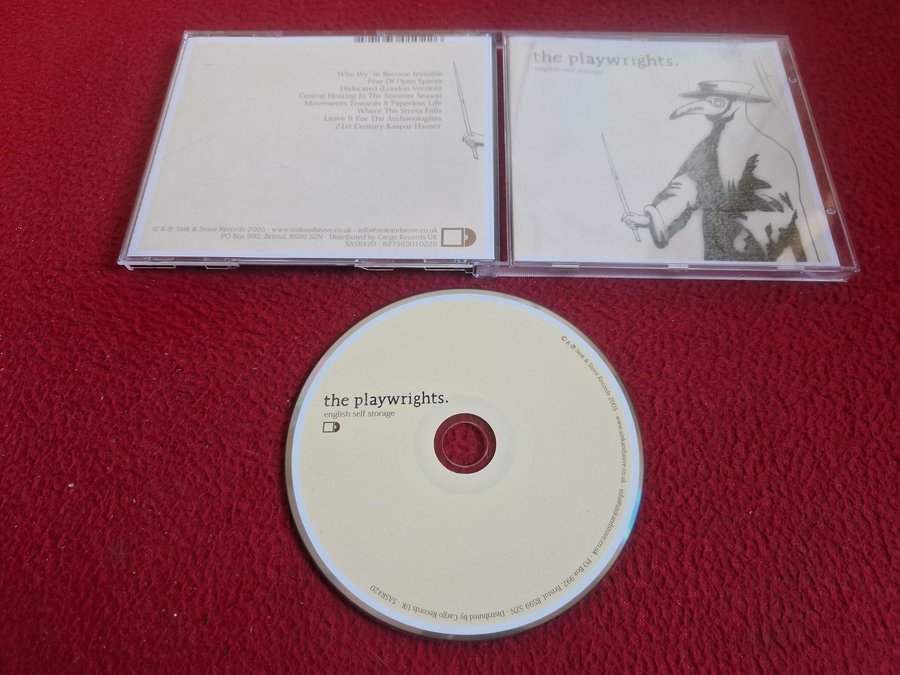 Why We've Become Invisible
Fear Of Open Spaces
Dislocated (London Version)
Central Heating In The Summer Season
Movements Towards A Paperless Life
Where The Stress Falls
Leave It For The Archaeologists
21st Century Kaspar Hauser
© & ℗ Sink & Stove Records 2005 - www.sinkandstove.co.uk - info@sinkandstove.co.uk
PO Box 992, Bristol, BS99 5ZN - Distributed by Cargo Records UK
SASR#20 - 827565010226
the playwrights.
english self storage
the playwrights.
english self storage
© & ℗ Sink & Stove Records 2005 - www.sinkandstove.co.uk - info@sinkandstove.co.uk - PO Box 992, Bristol, BS99 5ZN - Distributed by Cargo Records UK - SASR#20